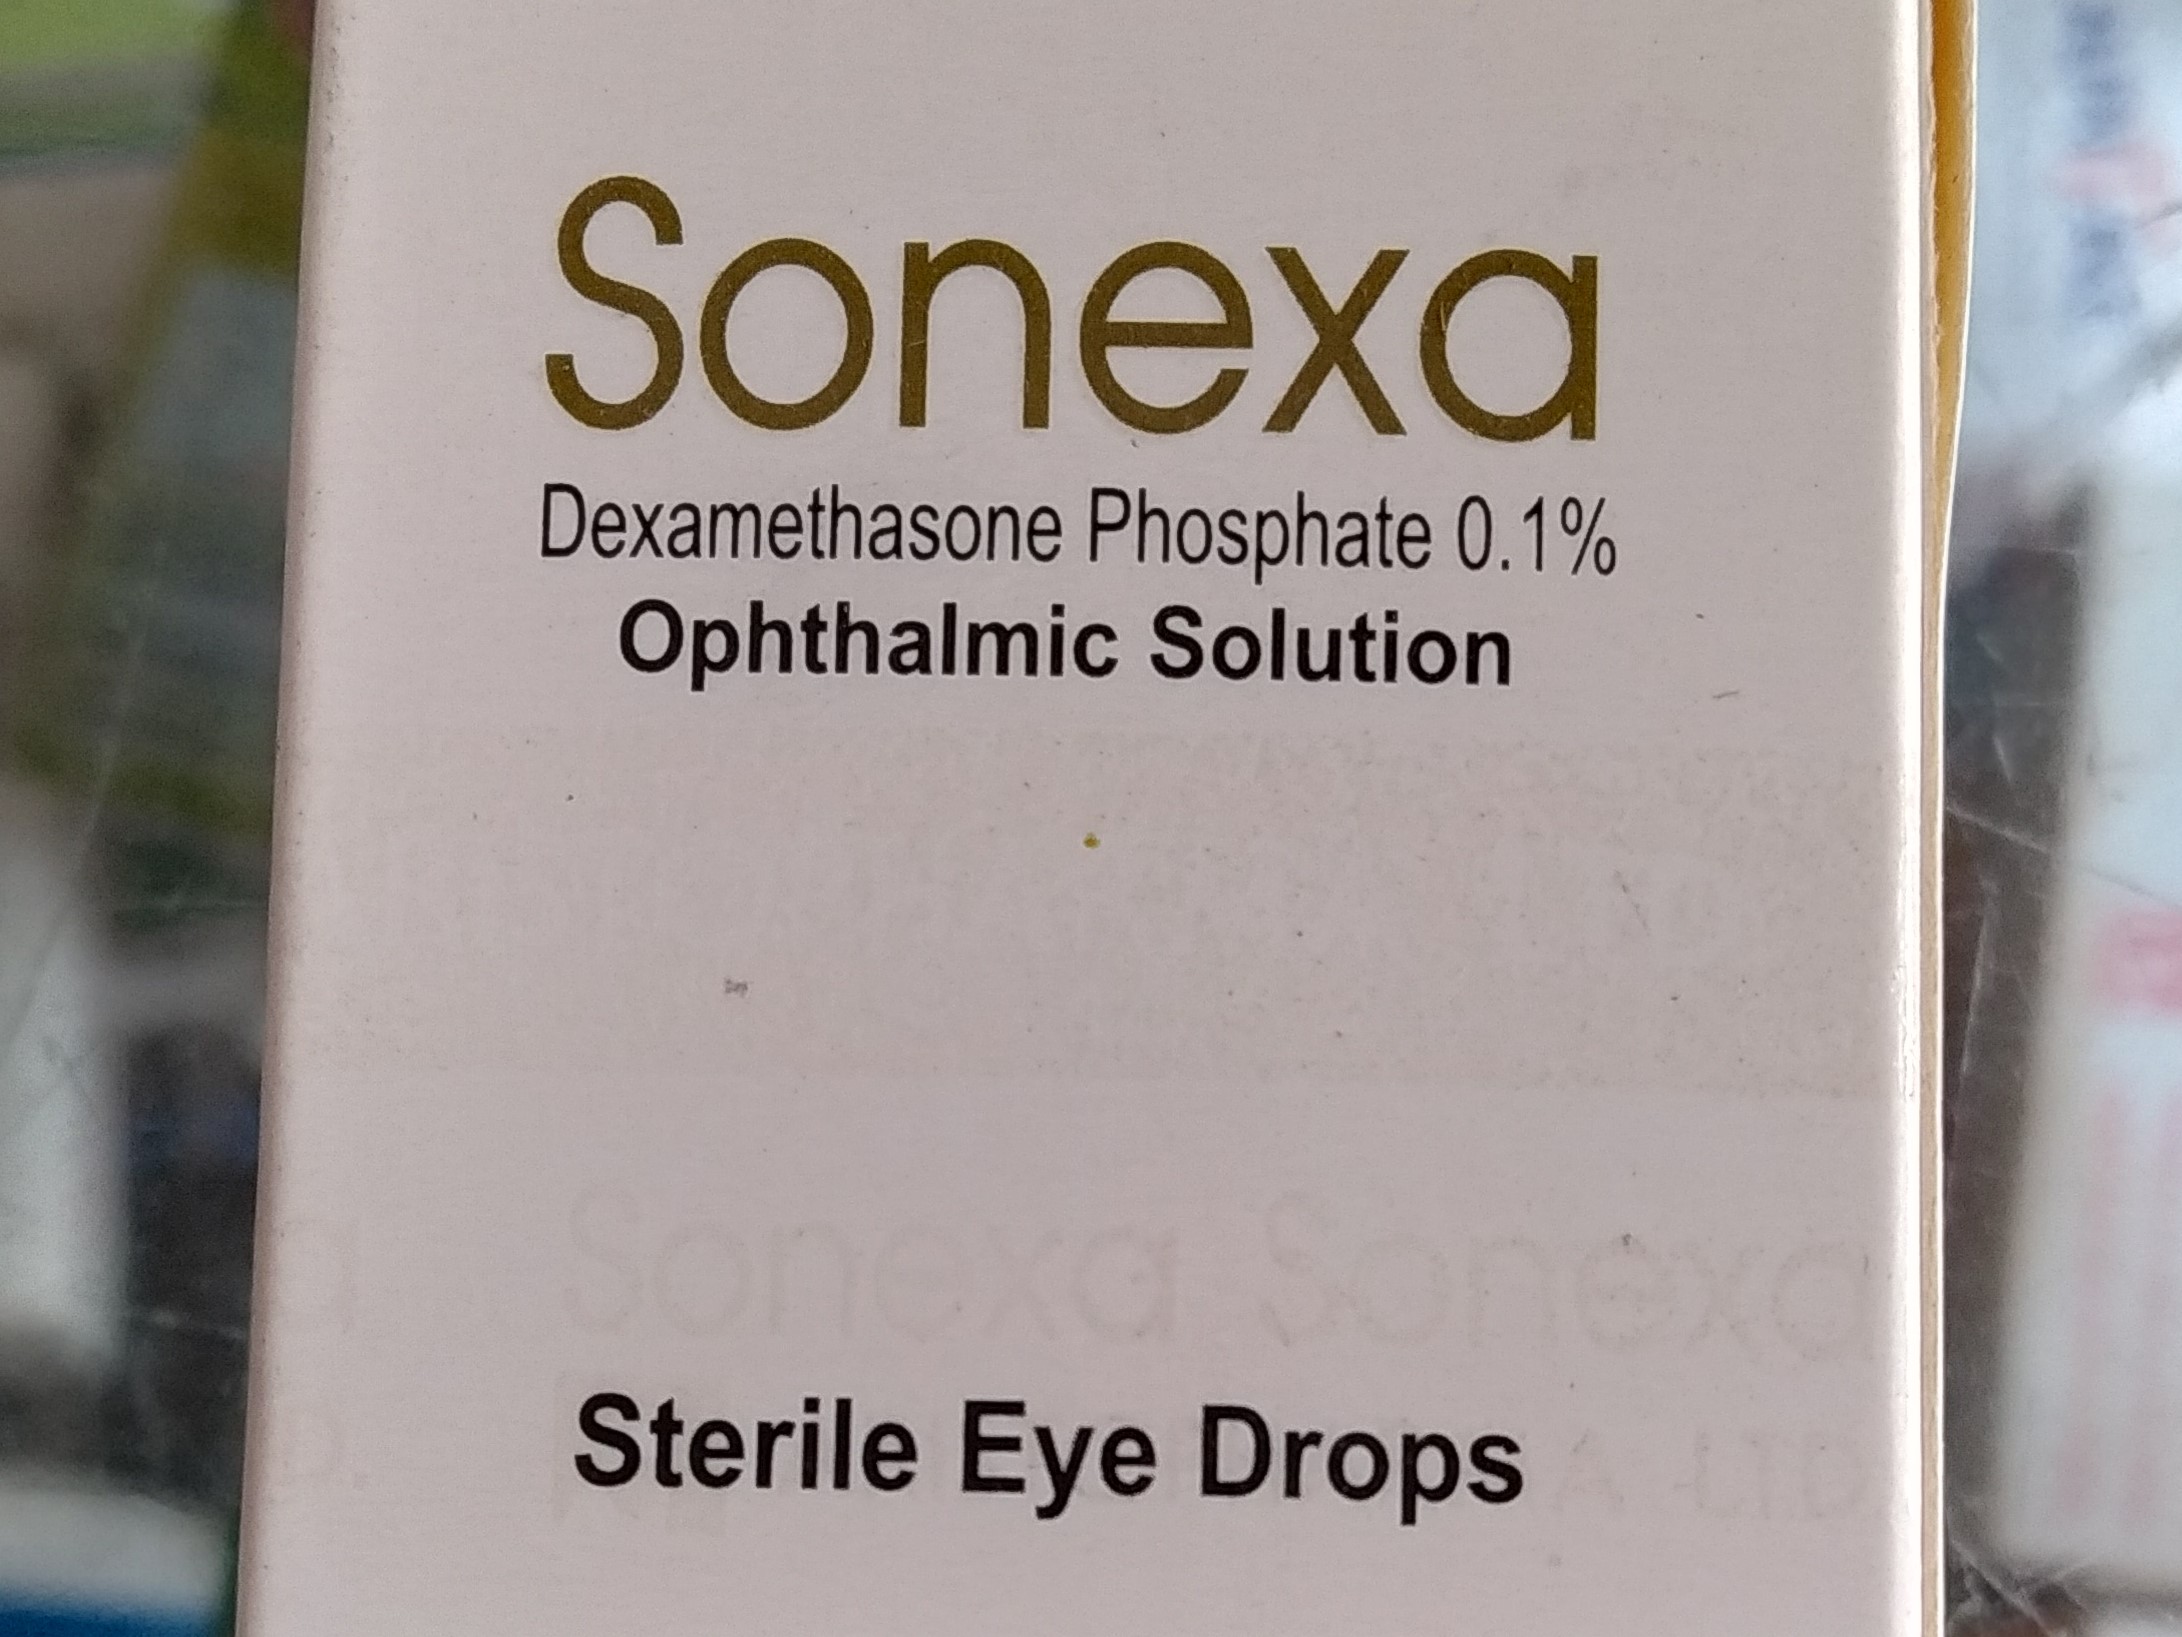 Sonexa
Dexamethasone Phosphate 0.1%
Ophthalmic Solution
Sonexa Sonexa
Sterile Eye Drops